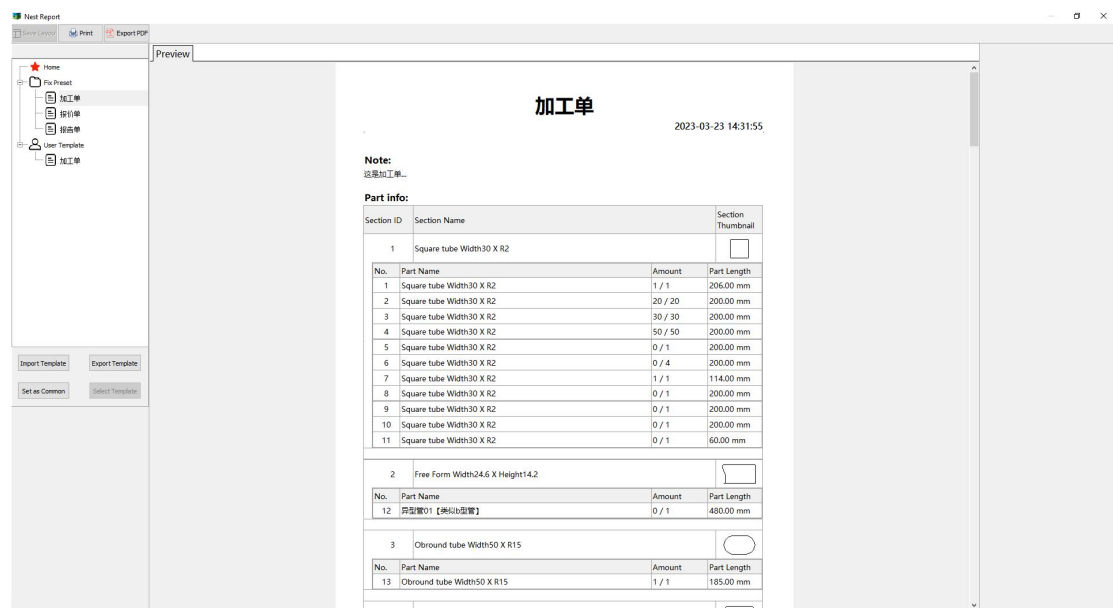 Nest Report
Save Layout Print Export PDF
Preview
Home
Fix Preset
加工单
报价单
报告单
User Template
加工单
Import Template Export Template
Set as Common Select Template
加工单
2023-03-23 14:31:55
Note:
这是加工单...
Part info:
Section ID Section Name Section Thumbnail
1 Square tube Width30 X R2
No. Part Name Amount Part Length
1 Square tube Width30 X R2 1 / 1 206.00 mm
2 Square tube Width30 X R2 20 / 20 200.00 mm
3 Square tube Width30 X R2 30 / 30 200.00 mm
4 Square tube Width30 X R2 50 / 50 200.00 mm
5 Square tube Width30 X R2 0 / 1 200.00 mm
6 Square tube Width30 X R2 0 / 4 200.00 mm
7 Square tube Width30 X R2 1 / 1 114.00 mm
8 Square tube Width30 X R2 0 / 1 200.00 mm
9 Square tube Width30 X R2 0 / 1 200.00 mm
10 Square tube Width30 X R2 0 / 1 200.00 mm
11 Square tube Width30 X R2 0 / 1 60.00 mm
2 Free Form Width24.6 X Height14.2
No. Part Name Amount Part Length
12 异型管01【类似b型管】 0 / 1 480.00 mm
3 Obround tube Width50 X R15
No. Part Name Amount Part Length
13 Obround tube Width50 X R15 1 / 1 185.00 mm